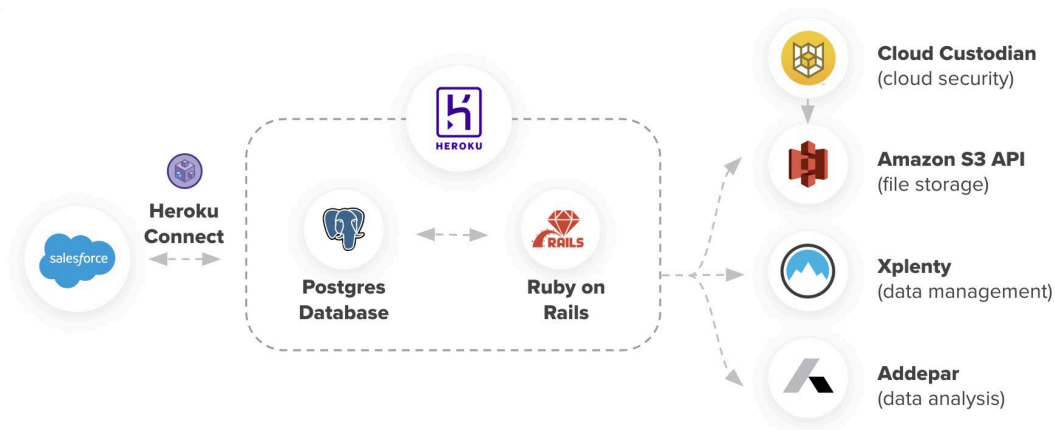 Cloud Custodian
(cloud security)
HEROKU
Amazon S3 API
(file storage)
Heroku
Connect
salesforce
RAILS
Postgres
Database
Ruby on
Rails
Xplenty
(data management)
Addepar
(data analysis)